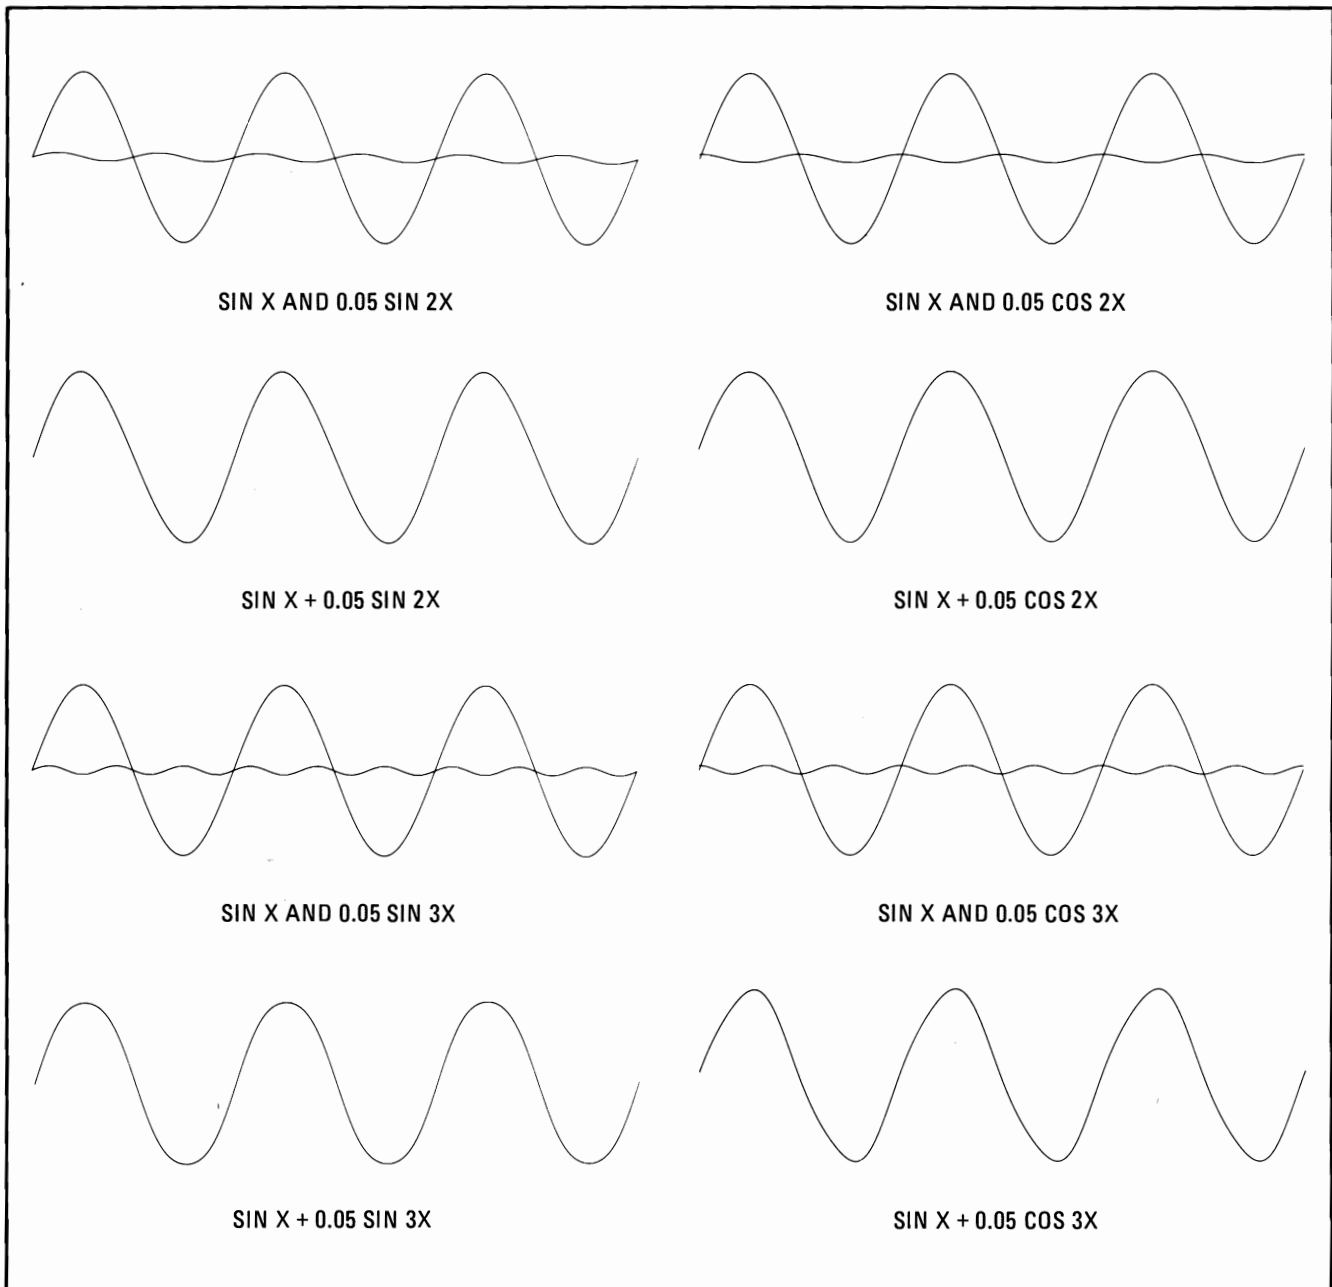 SIN X AND 0.05 SIN 2X
SIN X AND 0.05 COS 2X
SIN X + 0.05 SIN 2X
SIN X + 0.05 COS 2X
SIN X AND 0.05 SIN 3X
SIN X AND 0.05 COS 3X
SIN X + 0.05 SIN 3X
SIN X + 0.05 COS 3X